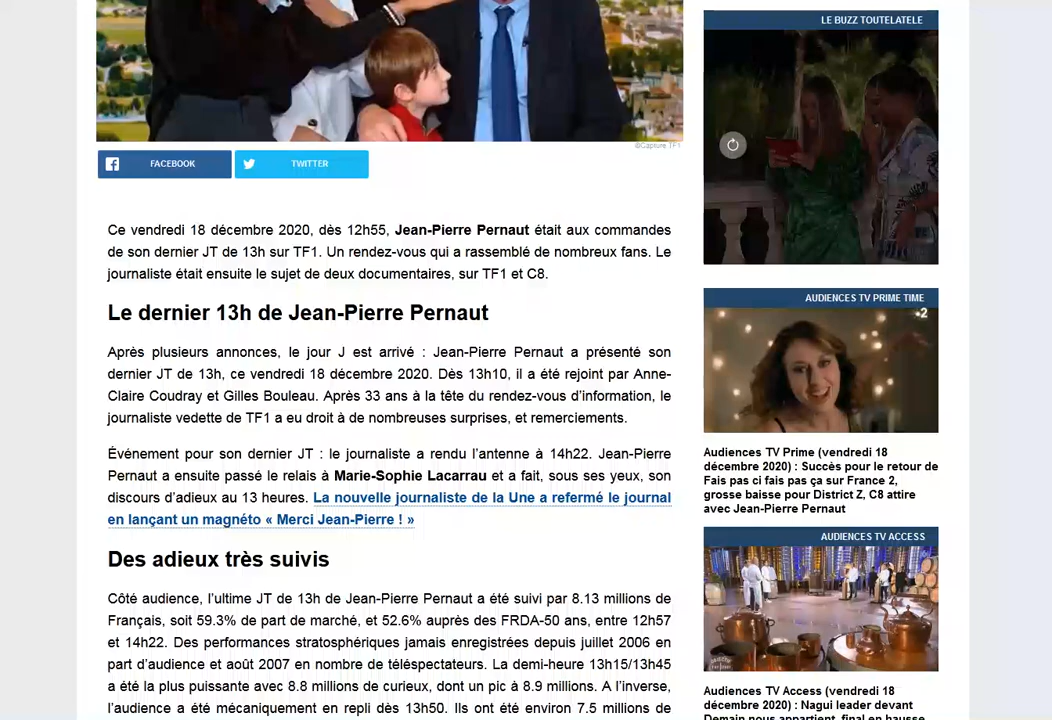 LE BUZZ TOUTELATELE
©Capture TF1
FACEBOOK
TWITTER
Ce vendredi 18 décembre 2020, dès 12h55, Jean-Pierre Pernaut était aux commandes
de son dernier JT de 13h sur TF1. Un rendez-vous qui a rassemblé de nombreux fans. Le
journaliste était ensuite le sujet de deux documentaires, sur TF1 et C8.
Le dernier 13h de Jean-Pierre Pernaut
Après plusieurs annonces, le jour J est arrivé : Jean-Pierre Pernaut a présenté son
dernier JT de 13h, ce vendredi 18 décembre 2020. Dès 13h10, il a été rejoint par Anne-
Claire Coudray et Gilles Bouleau. Après 33 ans à la tête du rendez-vous d'information, le
journaliste vedette de TF1 a eu droit à de nombreuses surprises, et remerciements.
Événement pour son dernier JT : le journaliste a rendu l'antenne à 14h22. Jean-Pierre
Pernaut a ensuite passé le relais à Marie-Sophie Lacarrau et a fait, sous ses yeux, son
discours d'adieux au 13 heures. La nouvelle journaliste de la Une a refermé le journal
en lançant un magnéto « Merci Jean-Pierre ! »
Des adieux très suivis
Côté audience, l'ultime JT de 13h de Jean-Pierre Pernaut a été suivi par 8.13 millions de
Français, soit 59.3% de part de marché, et 52.6% auprès des FRDA-50 ans, entre 12h57
et 14h22. Des performances stratosphériques jamais enregistrées depuis juillet 2006 en
part d'audience et août 2007 en nombre de téléspectateurs. La demi-heure 13h15/13h45
a été la plus puissante avec 8.8 millions de curieux, dont un pic à 8.9 millions. A l'inverse,
l'audience a été mécaniquement en repli dès 13h50. Ils ont été environ 7.5 millions de
AUDIENCES TV PRIME TIME
2
Audiences TV Prime (vendredi 18
décembre 2020) : Succès pour le retour de
Fais pas ci fais pas ça sur France 2,
grosse baisse pour District Z, C8 attire
avec Jean-Pierre Pernaut
AUDIENCES TV ACCESS
Audiences TV Access (vendredi 18
décembre 2020) : Nagui leader devant
Demain nous appartient, final en hausse